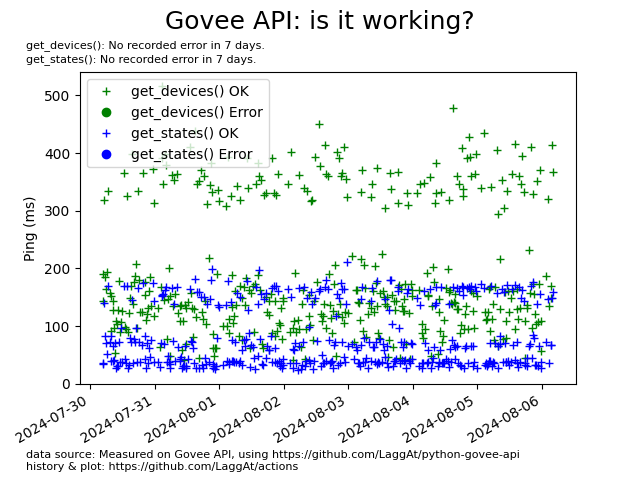 Govee API: is it working?
get_devices(): No recorded error in 7 days.
get_states(): No recorded error in 7 days.
get_devices() OK
get_devices() Error
get_states() OK
get_states() Error
Ping (ms)
500
400
300
200
100
0
2024-07-30
2024-07-31
2024-08-01
2024-08-02
2024-08-03
2024-08-04
2024-08-05
2024-08-06
data source: Measured on Govee API, using https://github.com/LaggAt/python-govee-api
history & plot: https://github.com/LaggAt/actions